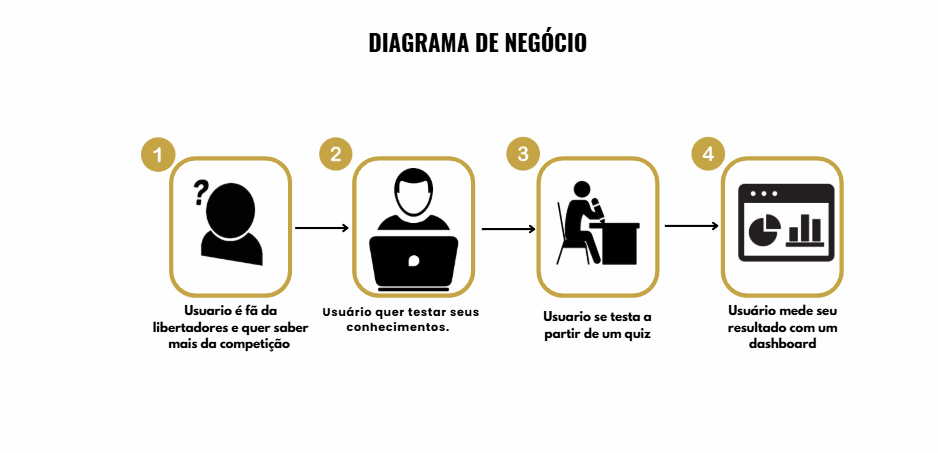 DIAGRAMA DE NEGÓCIO
1
2
3
4
?
Usuario é fã da
libertadores e quer saber
mais da competição
Usuário quer testar seus
conhecimentos.
Usuario se testa a
partir de um quiz
Usuário mede seu
resultado com um
dashboard